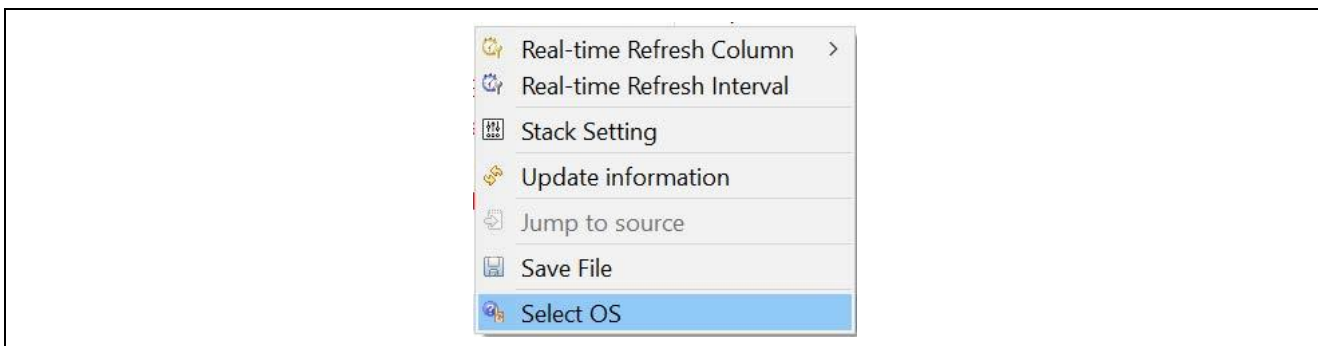 Real-time Refresh Column
Real-time Refresh Interval
Stack Setting
Update information
Jump to source
Save File
Select OS